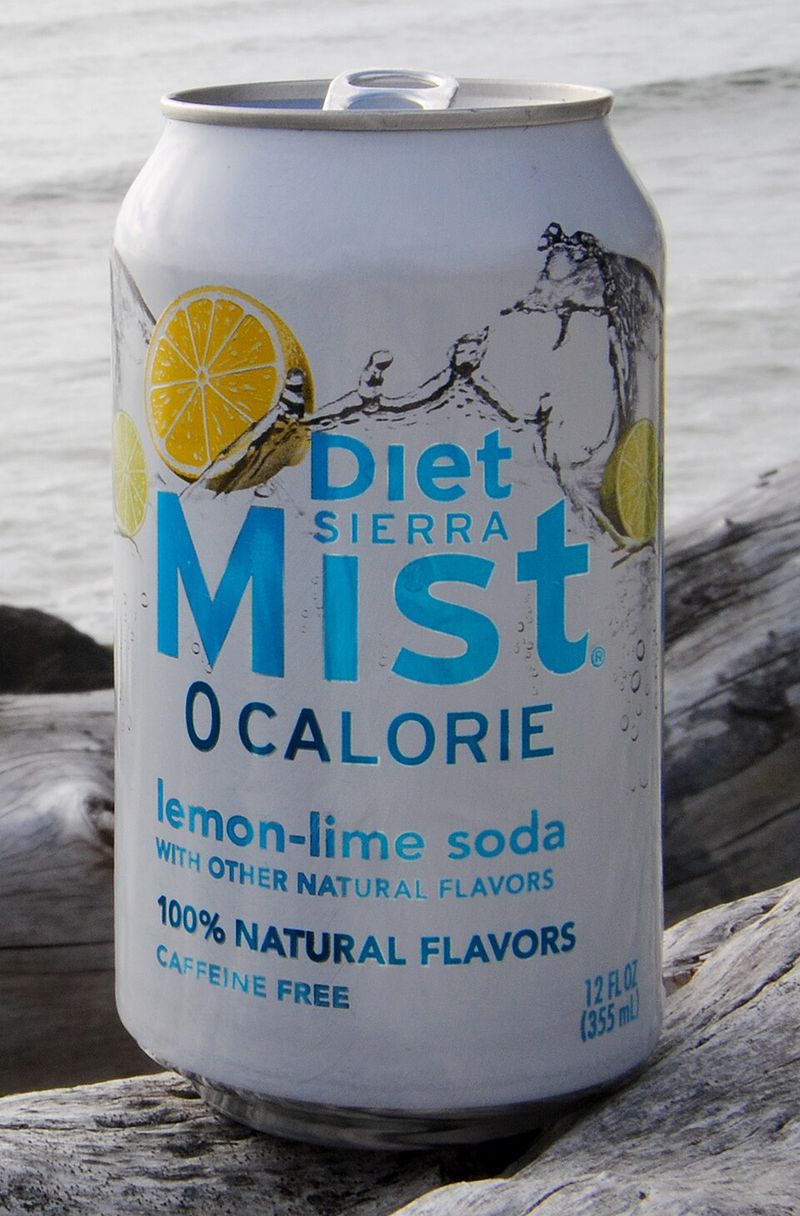 Diet
SIERRA
Mist®
0 CALORIE
lemon-lime soda
WITH OTHER NATURAL FLAVORS
100% NATURAL FLAVORS
CAFFEINE FREE
12 FL OZ
(355 mL)